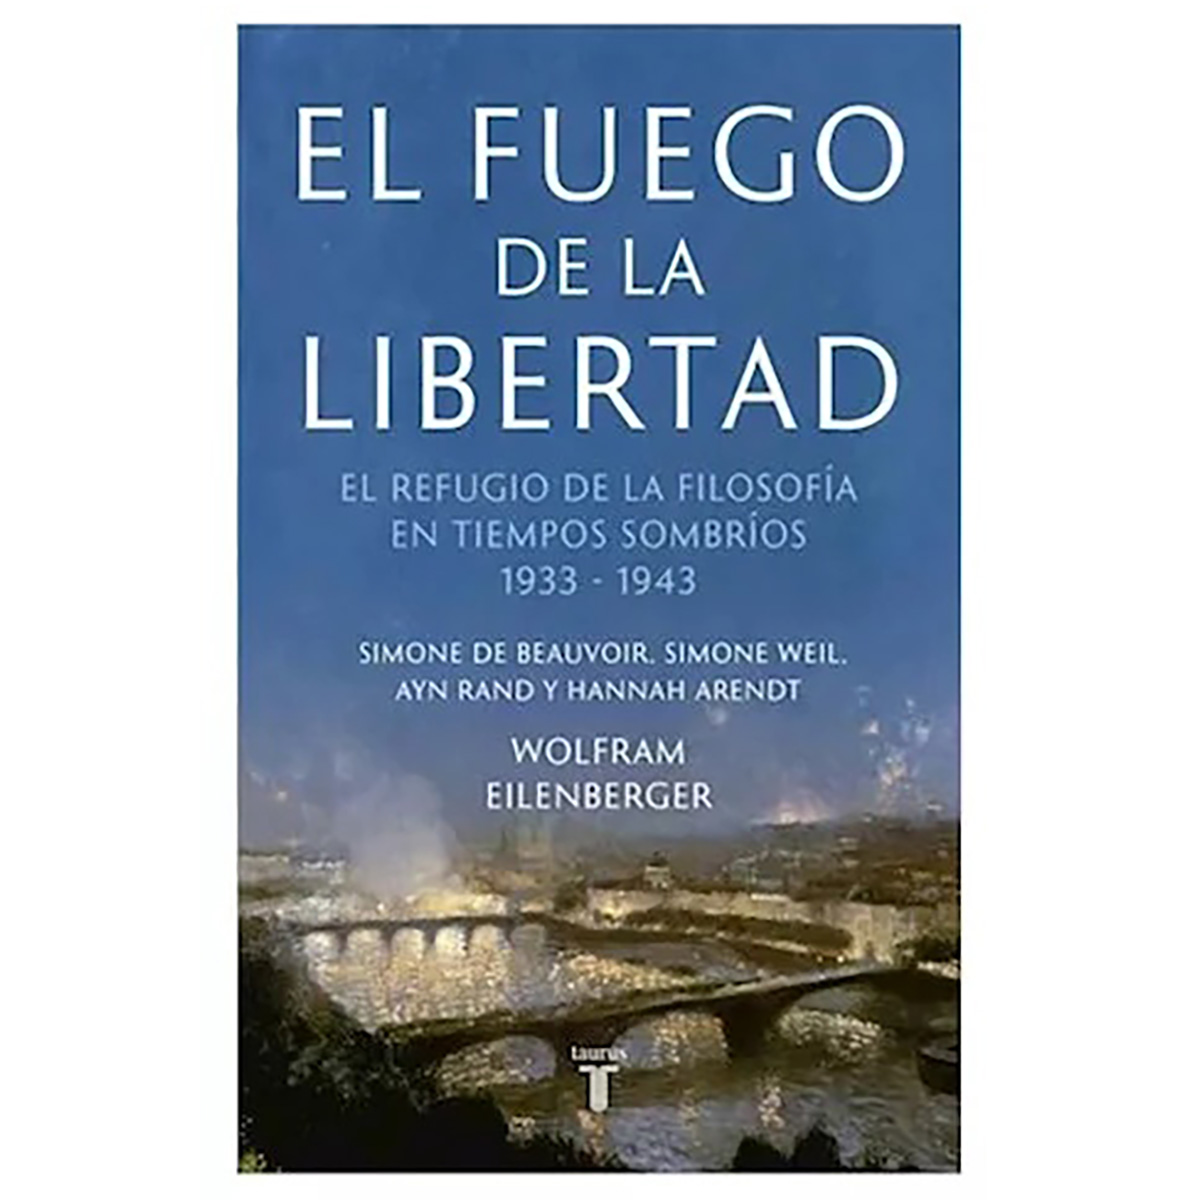 EL FUEGO
DE LA
LIBERTAD
EL REFUGIO DE LA FILOSOFÍA
EN TIEMPOS SOMBRÍOS
1933 - 1943
SIMONE DE BEAUVOIR, SIMONE WEIL,
AYN RAND Y HANNAH ARENDT
WOLFRAM
EILENBERGER
taurus
T